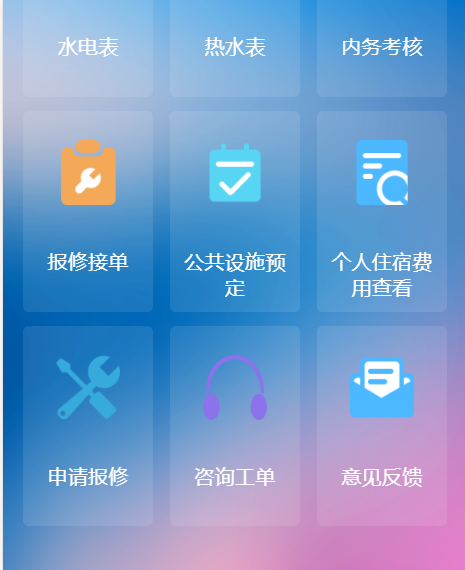 水电表
热水表
内务考核
报修接单
公共设施预
定
个人住宿费
用查看
申请报修
咨询工单
意见反馈